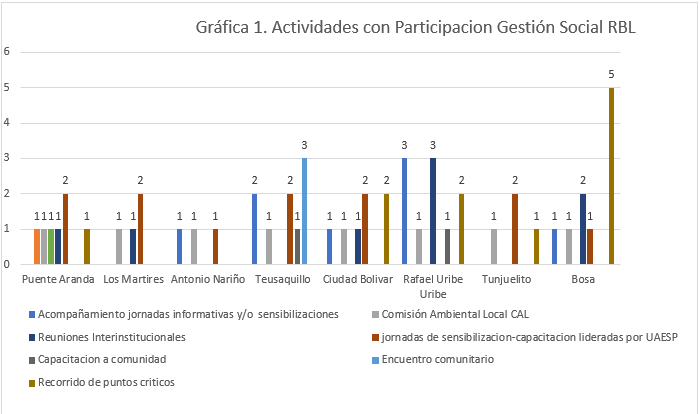 Gráfica 1. Actividades con Participacion Gestión Social RBL
6
5
4
3
2
1
0
1 1 1 1 2 1
1 1 2
1 1 1
2 1 2 1 3
1 1 1 2 2
3 1 3 1 2
1 2 1
1 1 2 1 5
Puente Aranda
Los Martires
Antonio Nariño
Teusaquillo
Ciudad Bolivar
Rafael Uribe
Uribe
Tunjuelito
Bosa
Acompañamiento jornadas informativas y/o sensibilizaciones
Comisión Ambiental Local CAL
Reuniones Interinstitucionales
jornadas de sensibilizacion-capacitacion lideradas por UAESP
Capacitacion a comunidad
Encuentro comunitario
Recorrido de puntos criticos